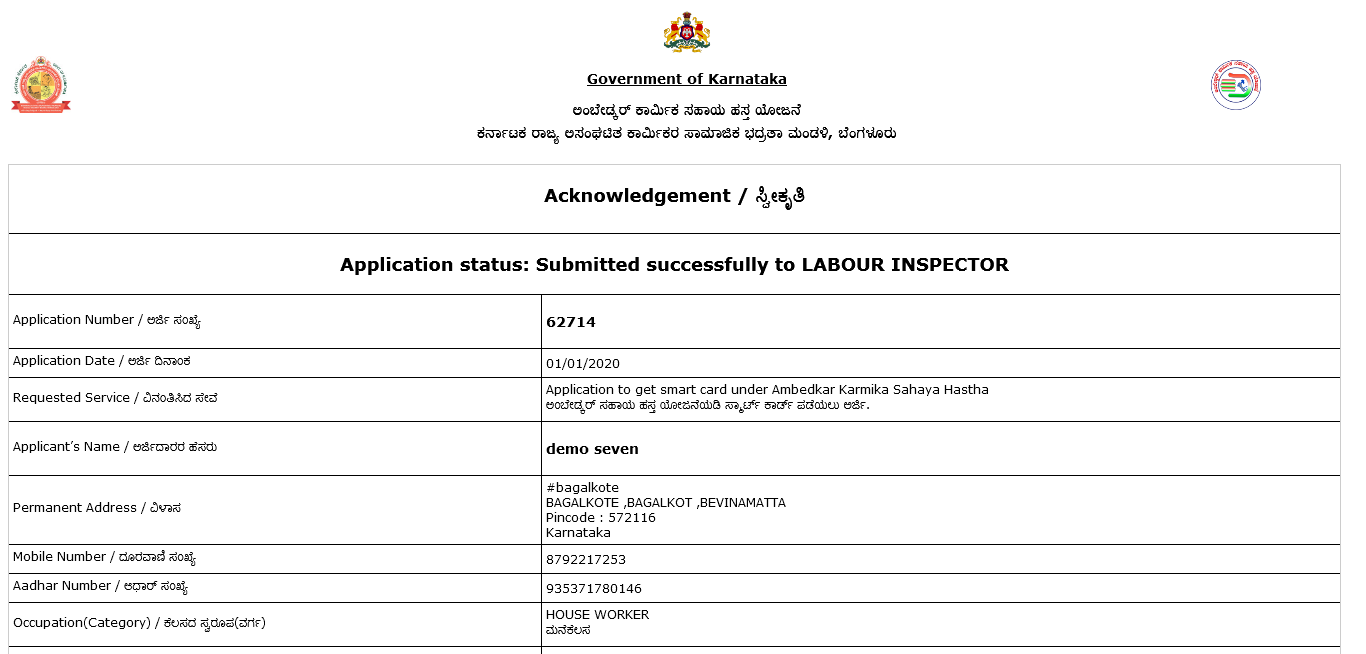 Government of Karnataka
ಅಂಬೇಡ್ಕರ್ ಕಾರ್ಮಿಕ ಸಹಾಯ ಹಸ್ತ ಯೋಜನೆ
ಕರ್ನಾಟಕ ರಾಜ್ಯ ಅಸಂಘಟಿತ ಕಾರ್ಮಿಕರ ಸಾಮಾಜಿಕ ಭದ್ರತಾ ಮಂಡಳಿ, ಬೆಂಗಳೂರು
Acknowledgement / ಸ್ವೀಕೃತಿ
Application status: Submitted successfully to LABOUR INSPECTOR
Application Number / ಅರ್ಜಿ ಸಂಖ್ಯೆ
62714
Application Date / ಅರ್ಜಿ ದಿನಾಂಕ
01/01/2020
Requested Service / ವಿನಂತಿಸಿದ ಸೇವೆ
Application to get smart card under Ambedkar Karmika Sahaya Hastha
ಅಂಬೇಡ್ಕರ್ ಸಹಾಯ ಹಸ್ತ ಯೋಜನೆಯಡಿ ಸ್ಮಾರ್ಟ್ ಕಾರ್ಡ್ ಪಡೆಯಲು ಅರ್ಜಿ.
Applicant's Name / ಅರ್ಜಿದಾರರ ಹೆಸರು
demo seven
Permanent Address / ವಿಳಾಸ
#bagalkote
BAGALKOTE ,BAGALKOT ,BEVINAMATTA
Pincode : 572116
Karnataka
Mobile Number / ದೂರವಾಣಿ ಸಂಖ್ಯೆ
8792217253
Aadhar Number / ಆಧಾರ್ ಸಂಖ್ಯೆ
935371780146
Occupation(Category) / ಕೆಲಸದ ಸ್ವರೂಪ(ವರ್ಗ)
HOUSE WORKER
ಮನೆಕೆಲಸ